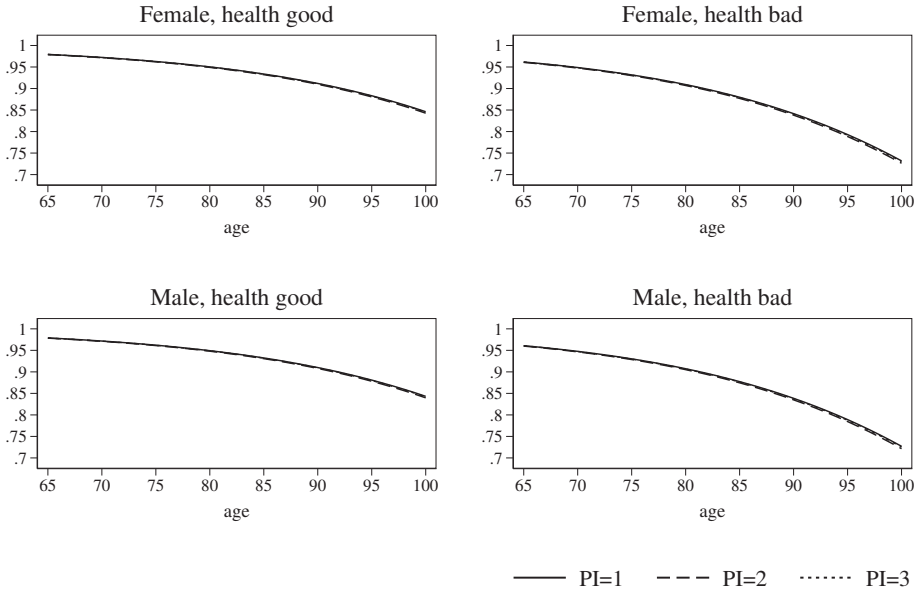 Female, health good
1
.95
.9
.85
.8
.75
.7
65 70 75 80 85 90 95 100
age
Female, health bad
1
.95
.9
.85
.8
.75
.7
65 70 75 80 85 90 95 100
age
Male, health good
1
.95
.9
.85
.8
.75
.7
65 70 75 80 85 90 95 100
age
Male, health bad
1
.95
.9
.85
.8
.75
.7
65 70 75 80 85 90 95 100
age
PI=1 PI=2 PI=3